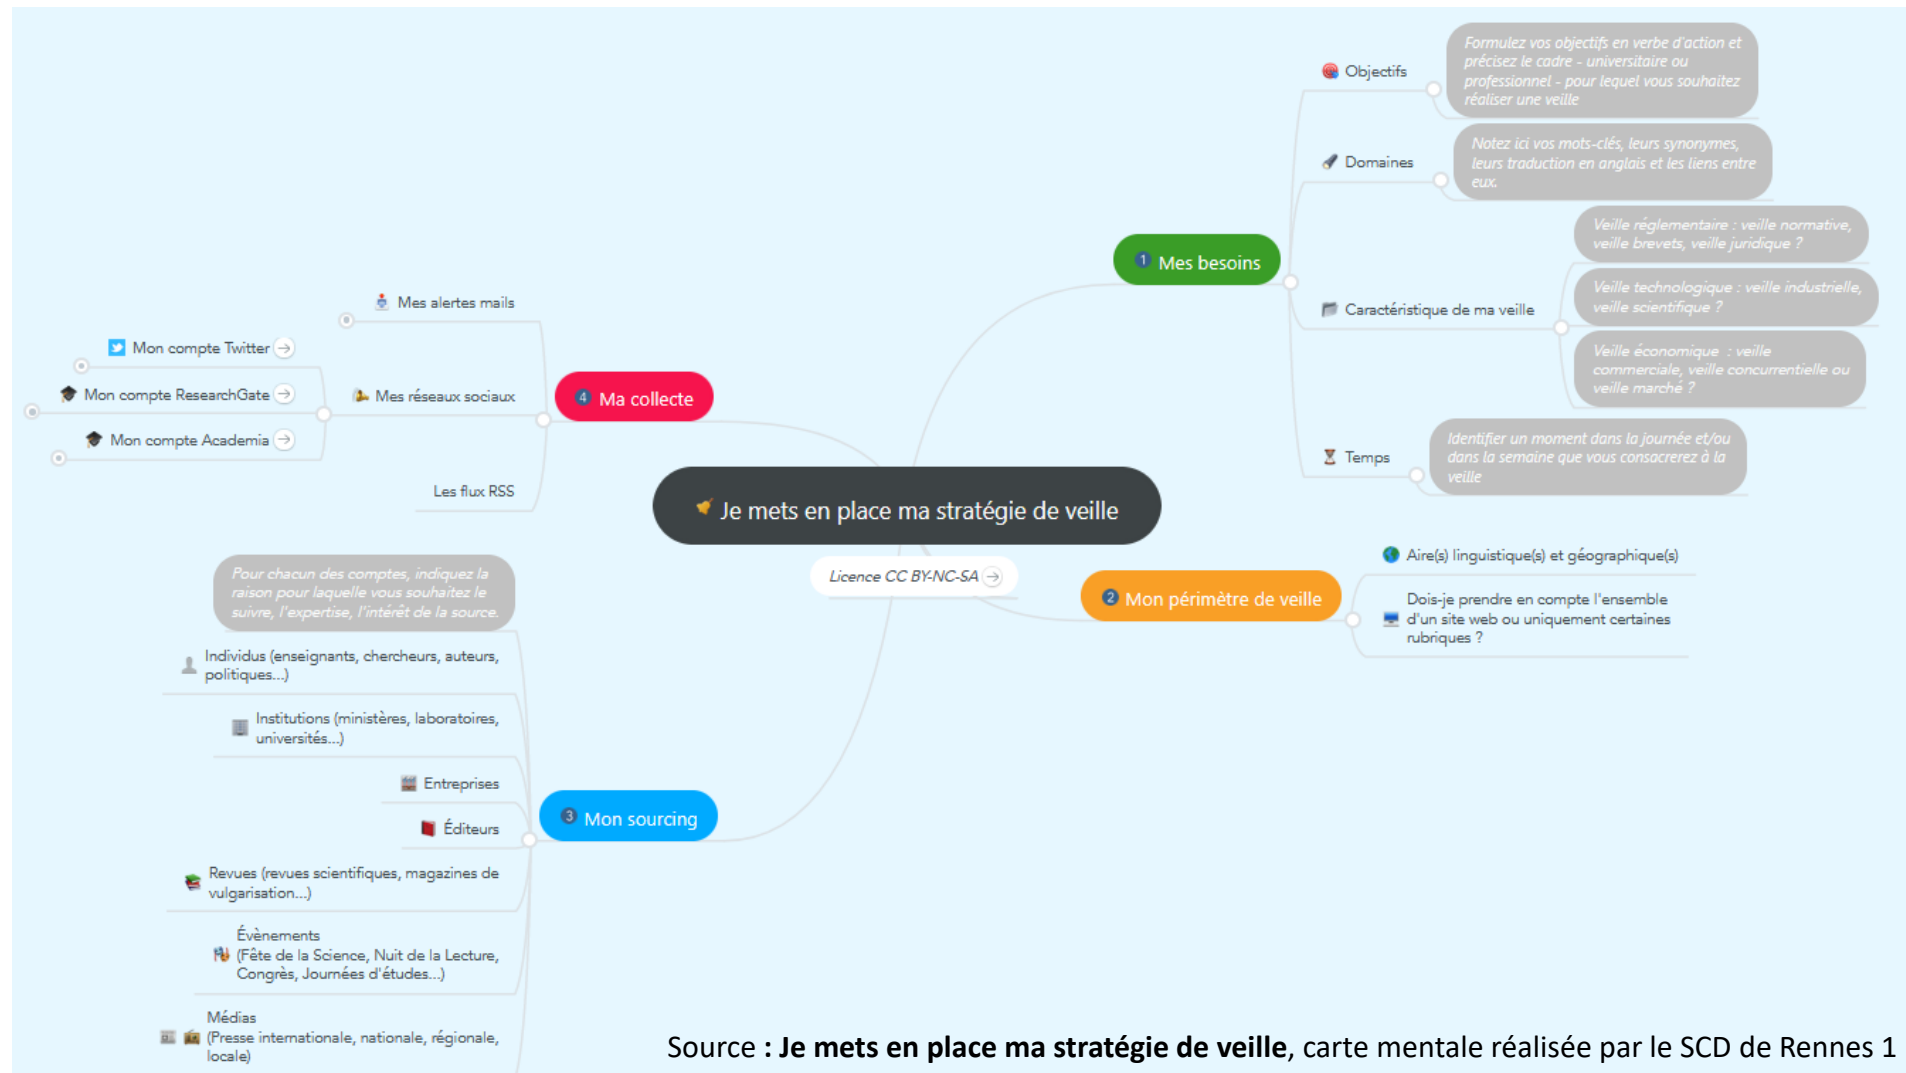 Je mets en place ma stratégie de veille
Licence CC BY-NC-SA
1 Mes besoins
Objectifs
Formulez vos objectifs en verbe d'action et
précisez le cadre - universitaire ou
professionnel - pour lequel vous souhaitez
réaliser une veille
Domaines
Notez ici vos mots-clés, leurs synonymes,
leurs traduction en anglais et les liens entre
eux.
Caractéristique de ma veille
Veille réglementaire : veille normative,
veille brevets, veille juridique ?
Veille technologique : veille industrielle,
veille scientifique ?
Veille économique : veille
commerciale, veille concurrentielle ou
veille marché ?
Temps
Identifier un moment dans la journée et/ou
dans la semaine que vous consacrerez à la
veille
2 Mon périmètre de veille
Aire(s) linguistique(s) et géographique(s)
Dois-je prendre en compte l'ensemble
d'un site web ou uniquement certaines
rubriques ?
3 Mon sourcing
Pour chacun des comptes, indiquez la
raison pour laquelle vous souhaitez le
suivre, l'expertise, l'intérêt de la source.
Individus (enseignants, chercheurs, auteurs,
politiques...)
Institutions (ministères, laboratoires,
universités...)
Entreprises
Éditeurs
Revues (revues scientifiques, magazines de
vulgarisation...)
Évènements
(Fête de la Science, Nuit de la Lecture,
Congrès, Journées d'études...)
Médias
(Presse internationale, nationale, régionale,
locale)
4 Ma collecte
Mes alertes mails
Mes réseaux sociaux
Mon compte Twitter
Mon compte ResearchGate
Mon compte Academia
Les flux RSS
Source : Je mets en place ma stratégie de veille, carte mentale réalisée par le SCD de Rennes 1